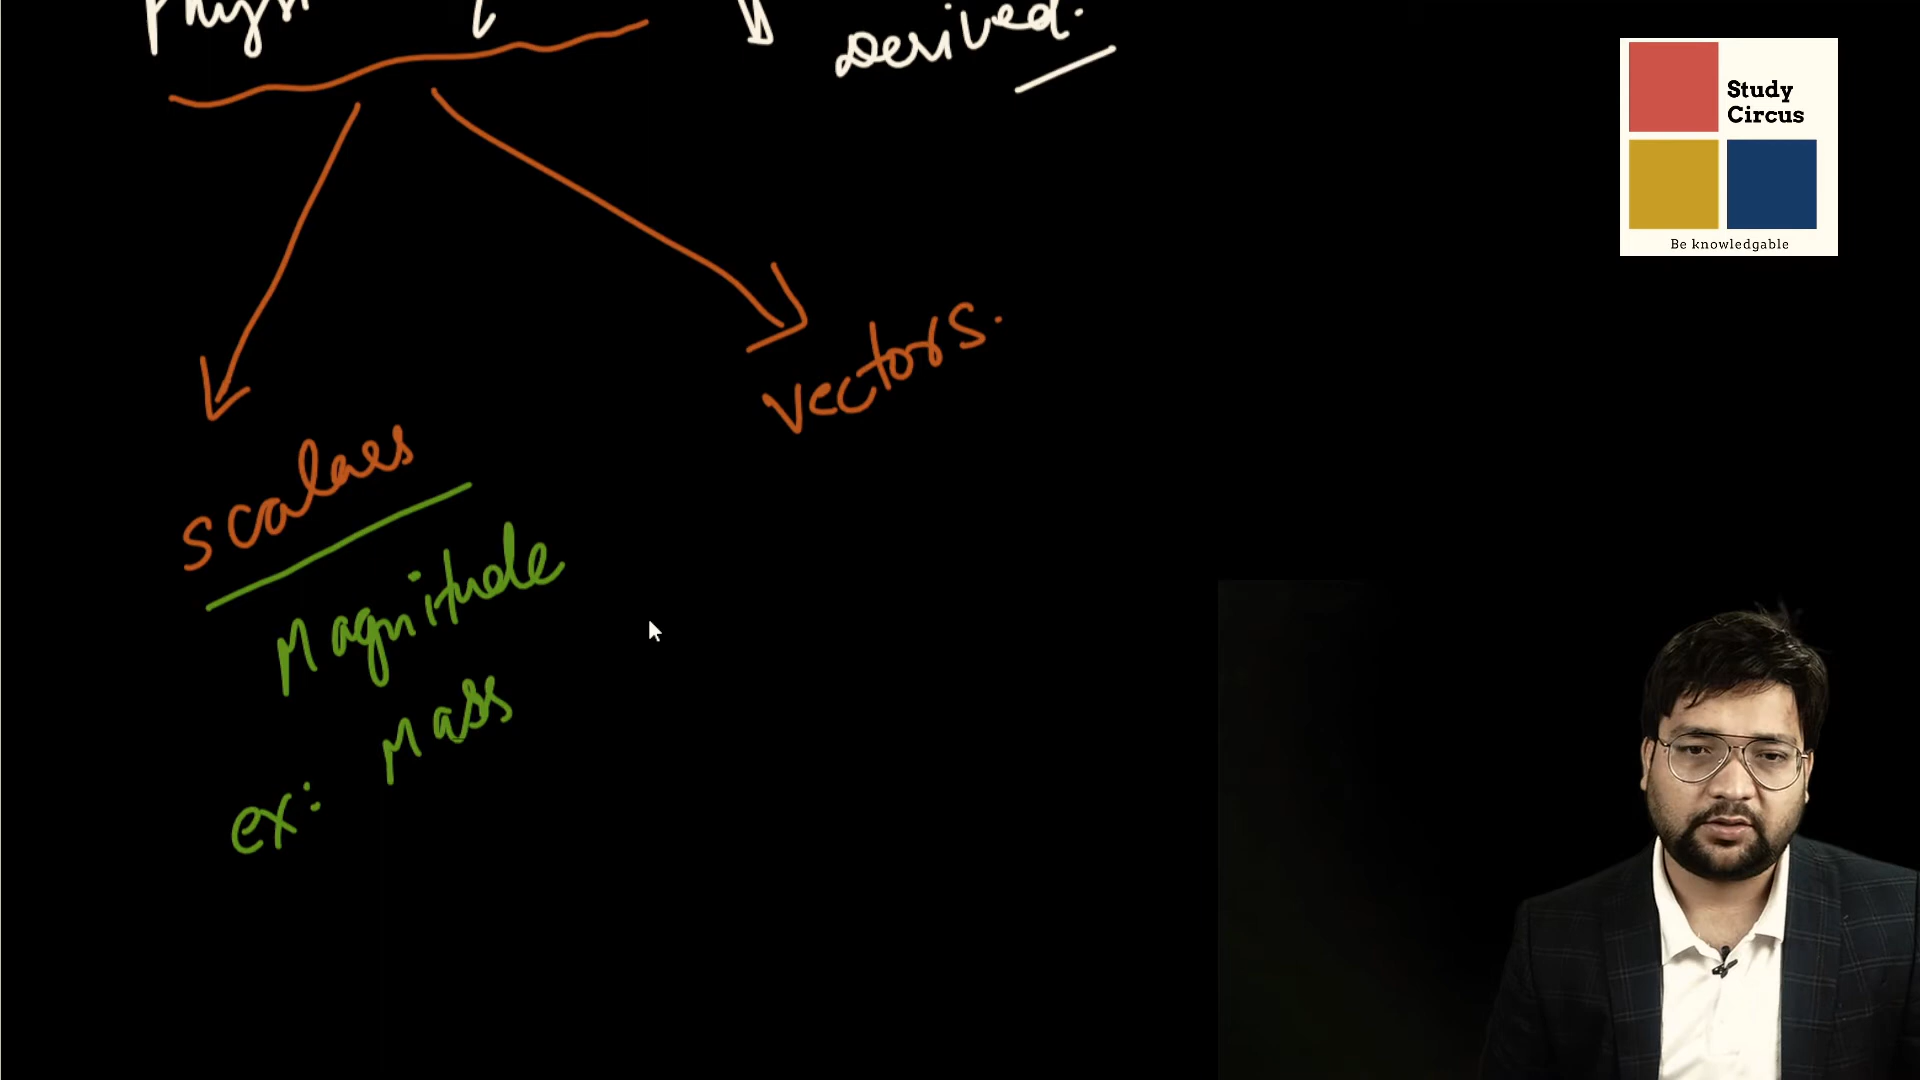 Derived.
Study
Circus
Be knowledgable
vectors.
scalars
Magnitude
ex: Mass